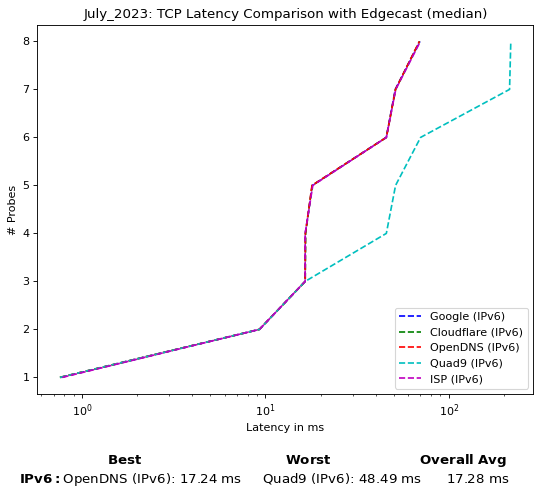 July_2023: TCP Latency Comparison with Edgecast (median)
# Probes
8
7
6
5
4
3
2
1
Google (IPv6)
Cloudflare (IPv6)
OpenDNS (IPv6)
Quad9 (IPv6)
ISP (IPv6)
10⁰ 10¹ 10²
Latency in ms
Best Worst Overall Avg
IPv6: OpenDNS (IPv6): 17.24 ms Quad9 (IPv6): 48.49 ms 17.28 ms